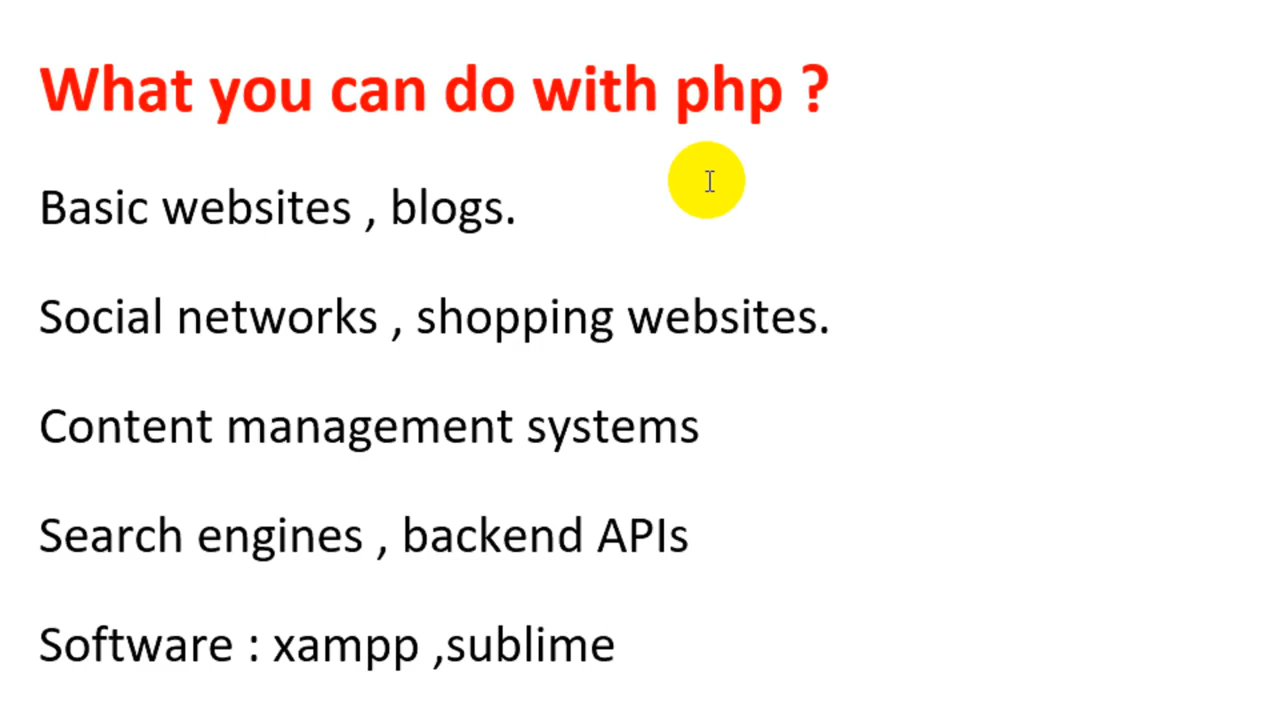 What you can do with php ?
Basic websites , blogs.
Social networks , shopping websites.
Content management systems
Search engines , backend APIs
Software : xampp ,sublime